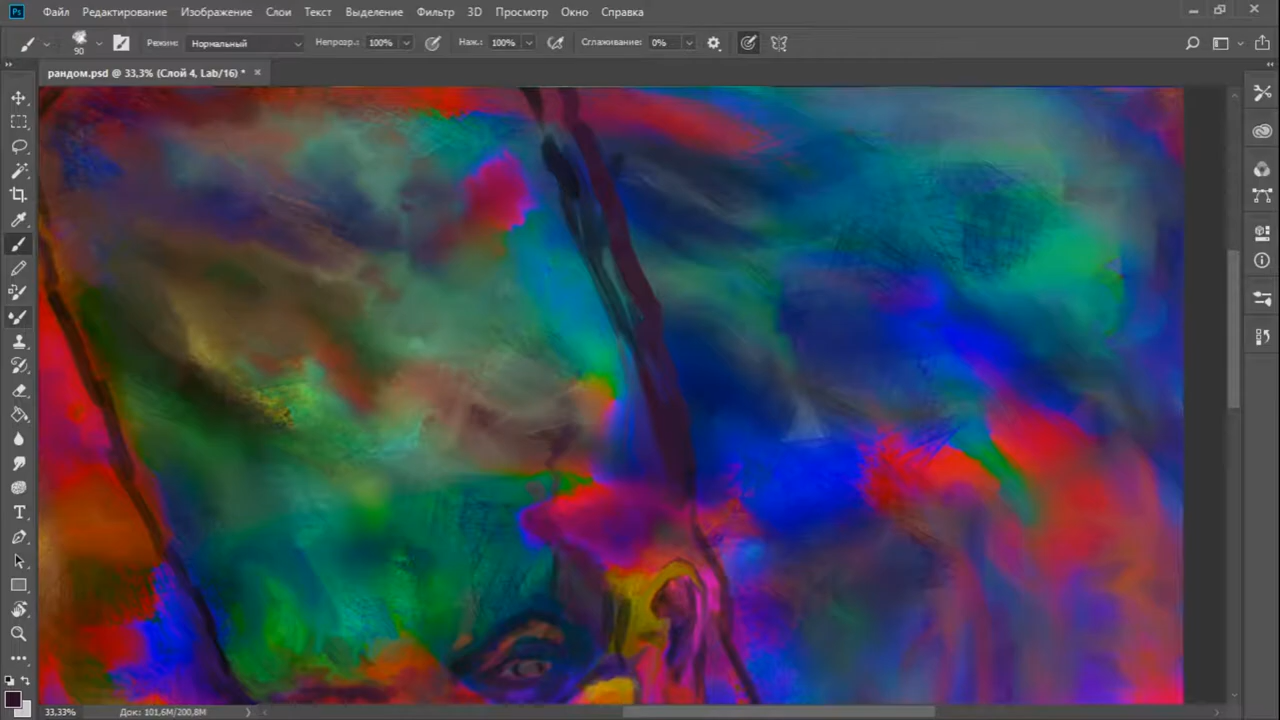 Ps Файл Редактирование Изображение Слои Текст Выделение Фильтр 3D Просмотр Окно Справка
90 Режим: Нормальный Непрозр.: 100% Наж.: 100% Сглаживание: 0%
рандом.psd @ 33,3% (Слой 4, Lab/16) *
33,33% Док: 101,6M/200,8M